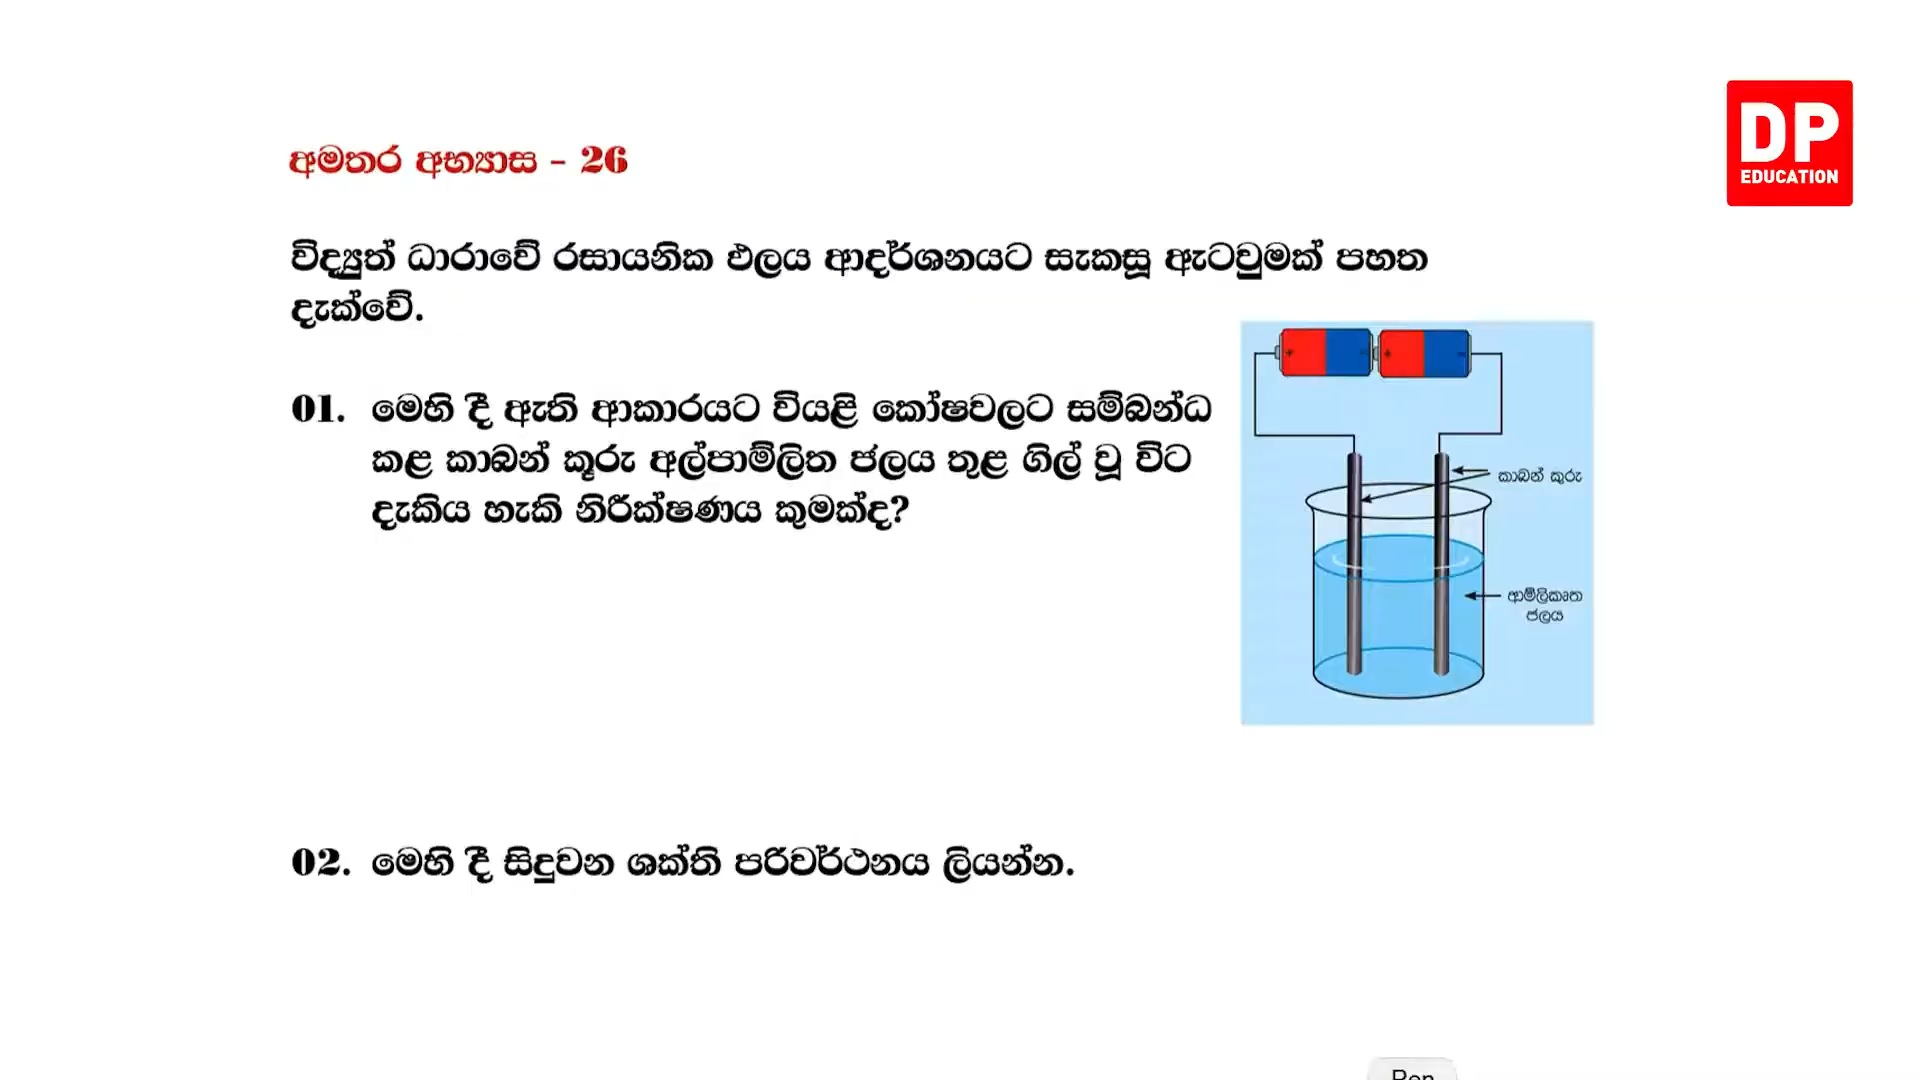 DP
EDUCATION
අමතර අභ්‍යාස - 26
විද්‍යුත් ධාරාවේ රසායනික ඵලය ආදර්ශනයට සැකසූ ඇටවුමක් පහත
දැක්වේ.
01. මෙහි දී ඇති ආකාරයට වියළි කෝෂවලට සම්බන්ධ
කළ කාබන් කූරු අල්පාම්ලිත ජලය තුළ ගිල් වූ විට
දැකිය හැකි නිරීක්ෂණය කුමක්ද?
කාබන් කුරු
ආම්ලිකෘත
ජලය
02. මෙහි දී සිදුවන ශක්ති පරිවර්ථනය ලියන්න.